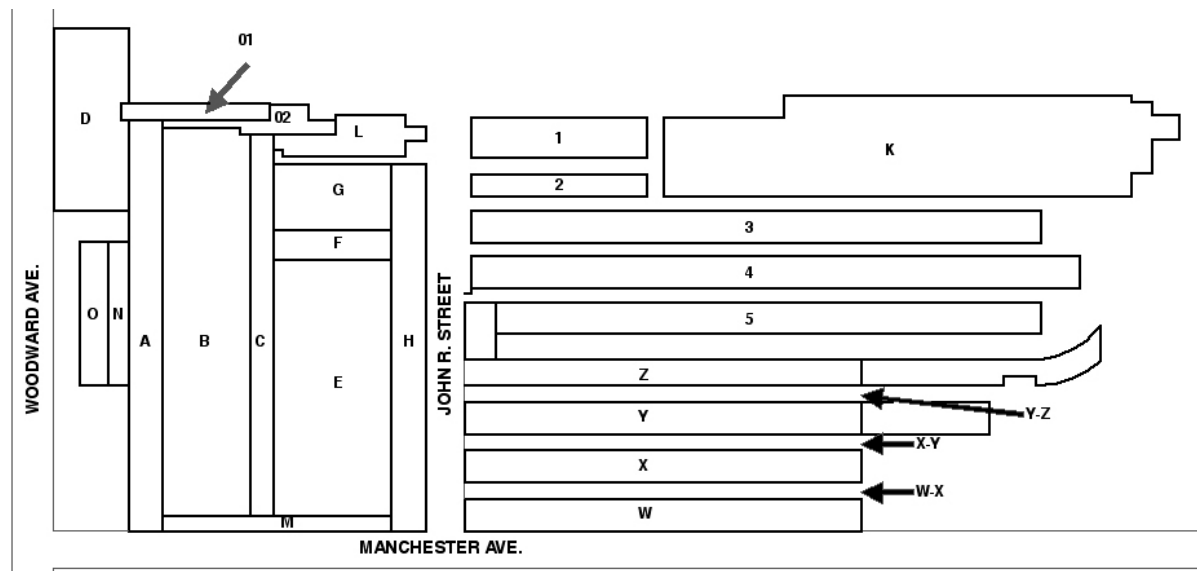 01
D
02
L
1
K
2
G
3
F
4
O
N
A
B
C
H
5
E
Z
Y
Y-Z
X-Y
X
W-X
W
M
WOODWARD AVE.
JOHN R. STREET
MANCHESTER AVE.